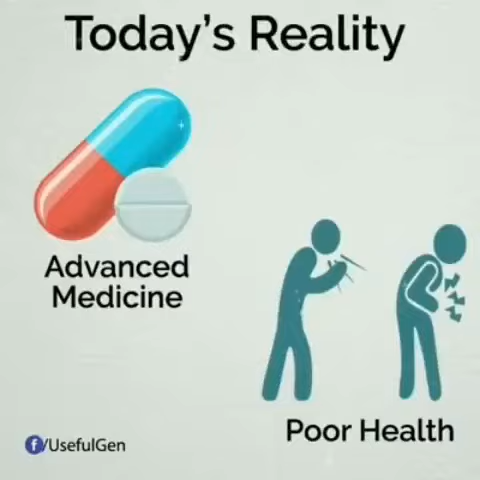 Today's Reality
Advanced
Medicine
Poor Health
f/UsefulGen